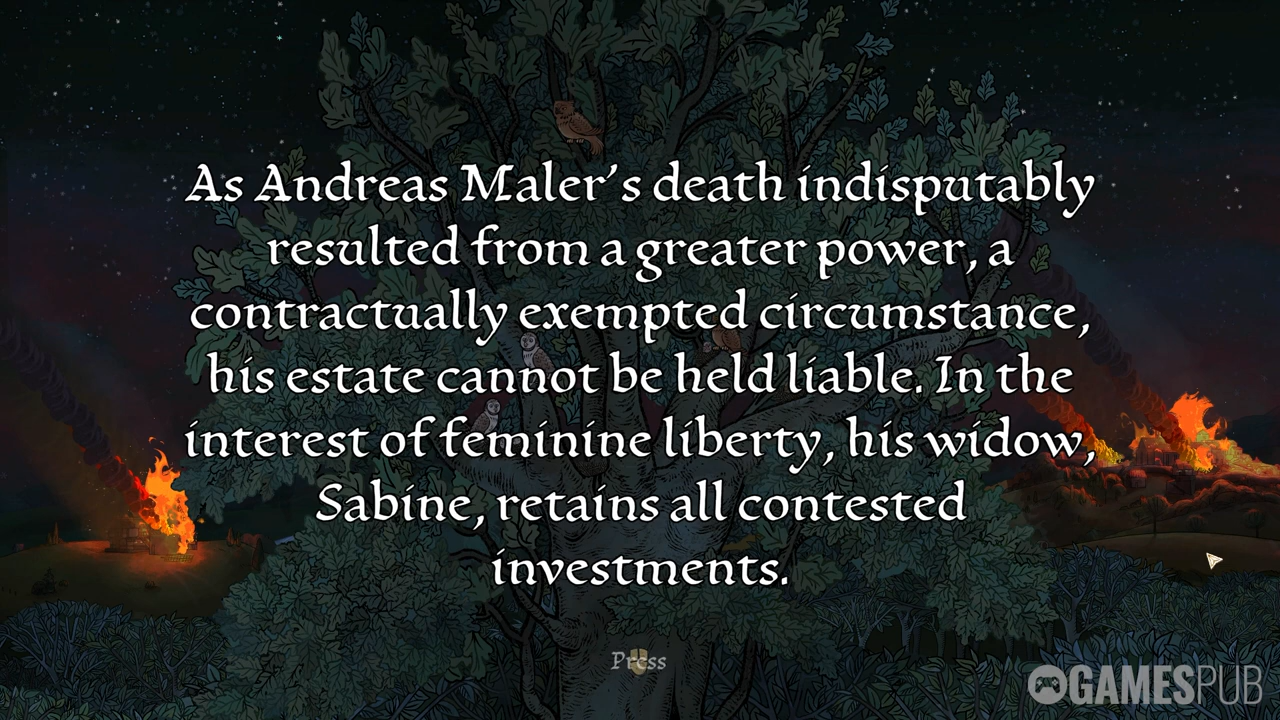 As Andreas Maler's death indisputably
resulted from a greater power, a
contractually exempted circumstance,
his estate cannot be held liable. In the
interest of feminine liberty, his widow,
Sabine, retains all contested
investments.
Press
GAMESPUB